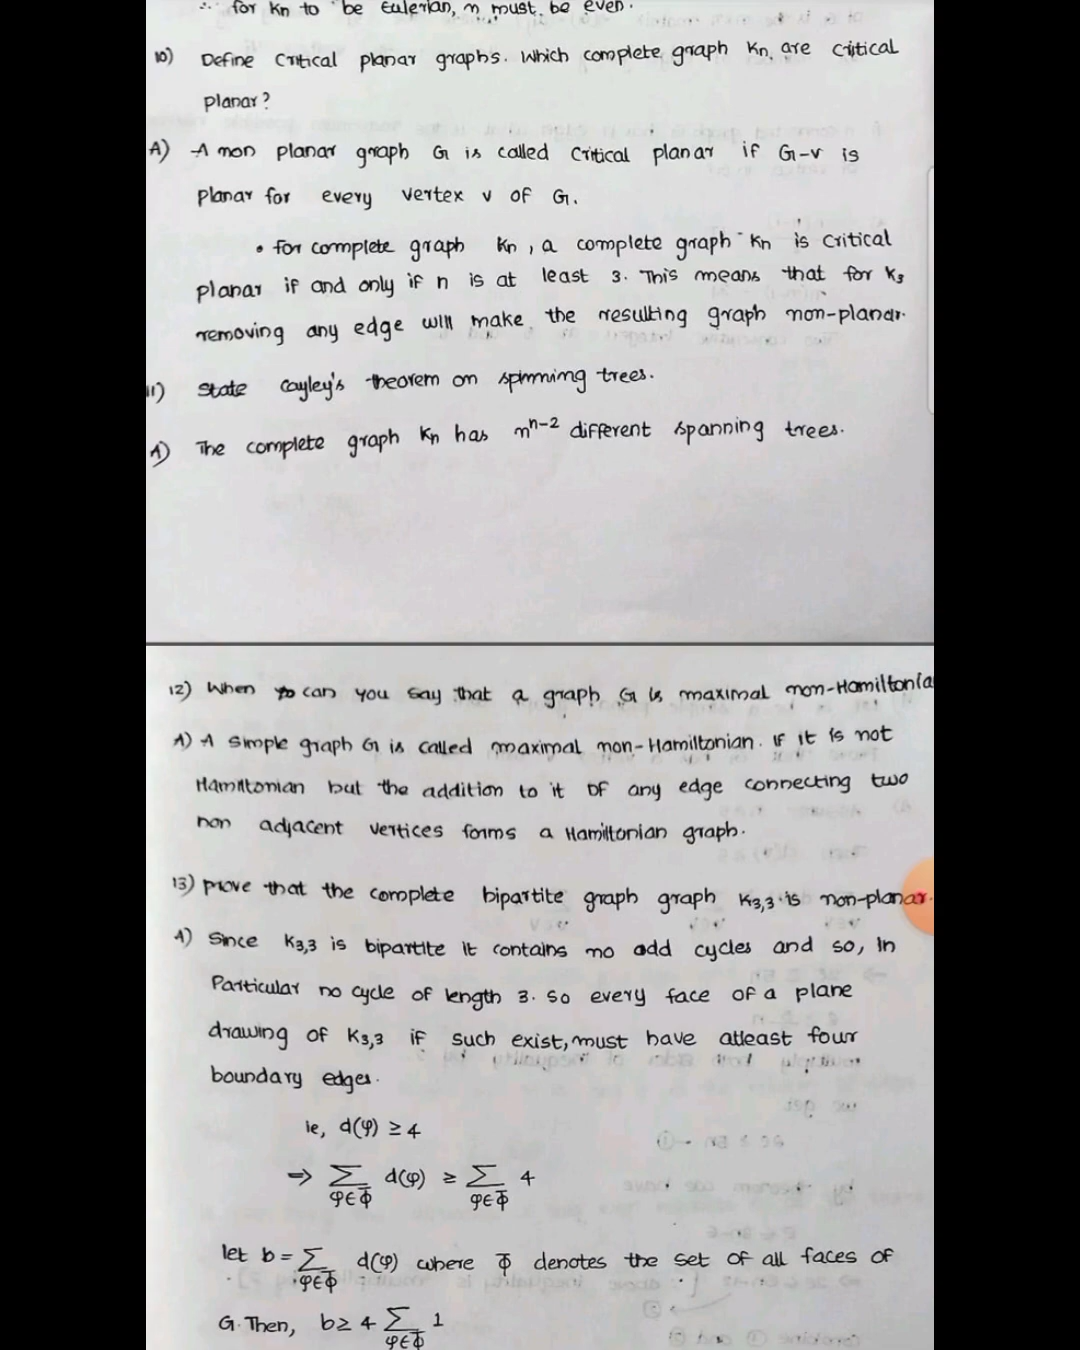 ∴ for Kn to be Eulerian, n must be even.
10) Define Critical planar graphs. Which complete graph Kn are critical
planar?
A) A non planar graph G is called Critical planar if G-v is
planar for every vertex v of G.
• for complete graph Kn, a complete graph Kn is critical
planar if and only if n is at least 3. This means that for K3
removing any edge will make the resulting graph non-planar.
11) State Cayley's theorem on spinning trees.
A) The complete graph Kn has n^n-2 different spanning trees.
12) When can you say that a graph G is maximal non-Hamiltonia
A) A simple graph G is called maximal non-Hamiltonian. If it is not
Hamiltonian but the addition to it of any edge connecting two
non adjacent vertices forms a Hamiltonian graph.
13) Prove that the complete bipartite graph graph K3,3 is non-planar.
A) Since K3,3 is bipartite it contains no odd cycles and so, in
Particular no cycle of length 3. So every face of a plane
drawing of K3,3 if such exist, must have atleast four
boundary edges.
ie, d(φ) ≥ 4
⇒ Σ d(φ) ≥ Σ 4
φ∈Φ φ∈Φ
let b = Σ d(φ) where Φ denotes the set of all faces of
φ∈Φ
G. Then, b ≥ 4 Σ 1
φ∈Φ